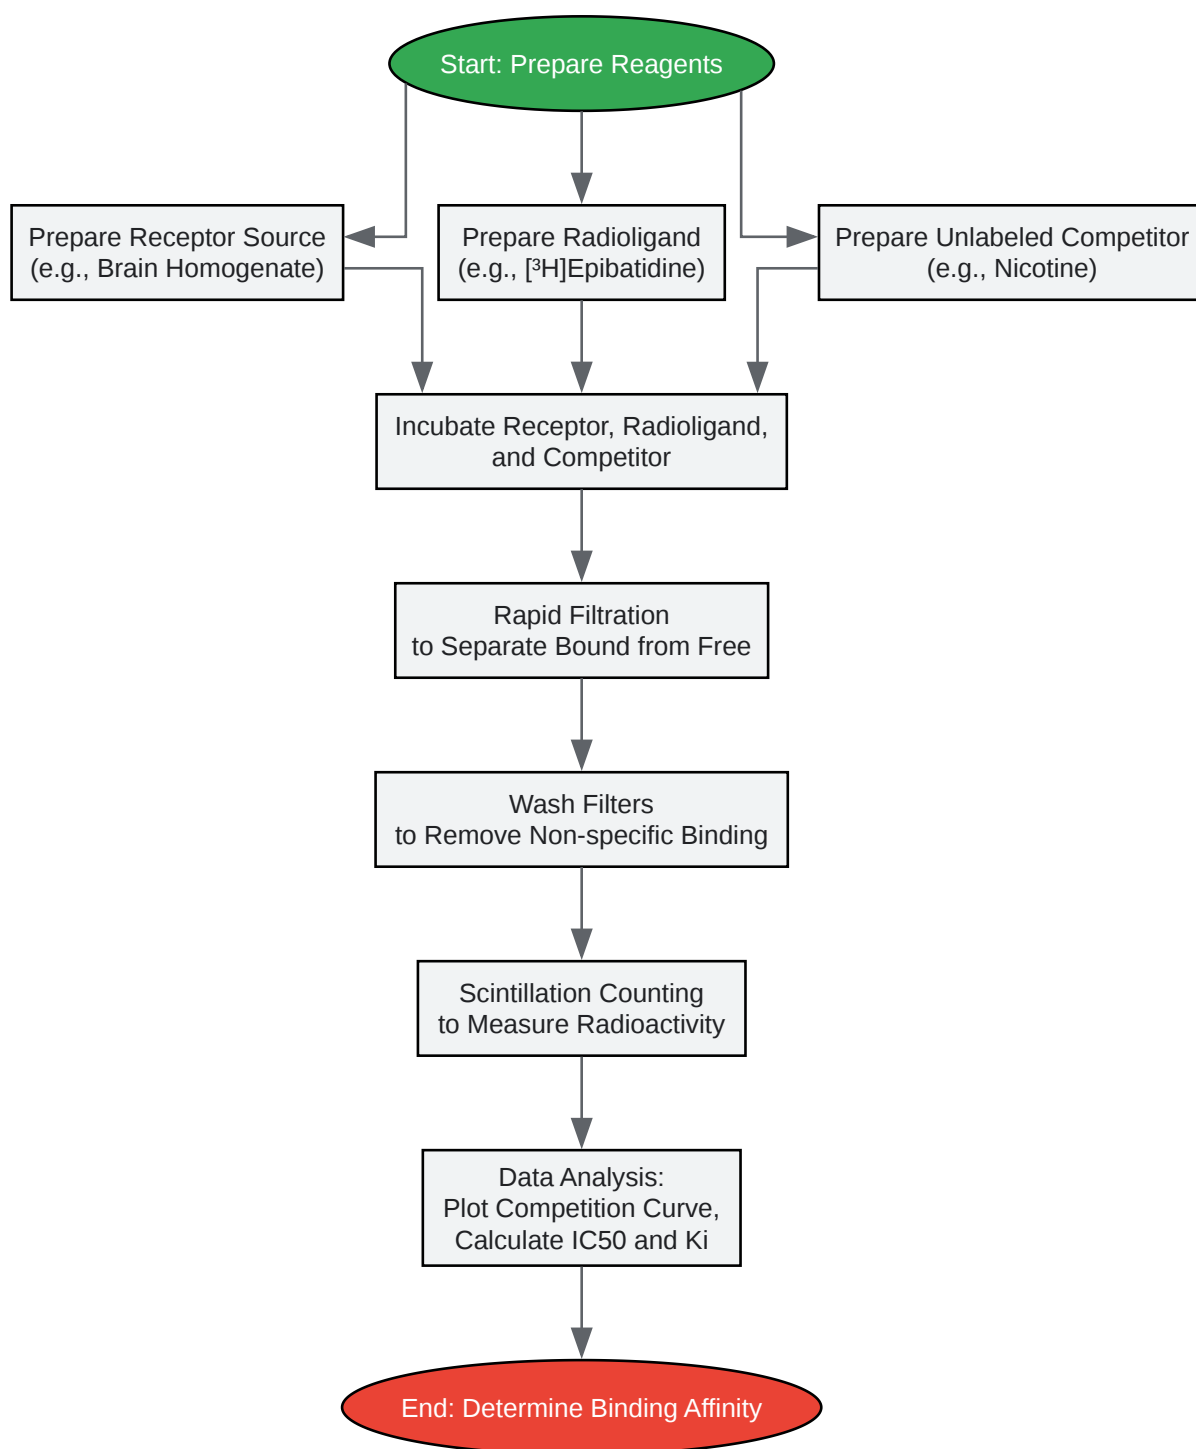 Start: Prepare Reagents
Prepare Receptor Source
(e.g., Brain Homogenate)
Prepare Radioligand
(e.g., [³H]Epibatidine)
Prepare Unlabeled Competitor
(e.g., Nicotine)
Incubate Receptor, Radioligand,
and Competitor
Rapid Filtration
to Separate Bound from Free
Wash Filters
to Remove Non-specific Binding
Scintillation Counting
to Measure Radioactivity
Data Analysis:
Plot Competition Curve,
Calculate IC50 and Ki
End: Determine Binding Affinity